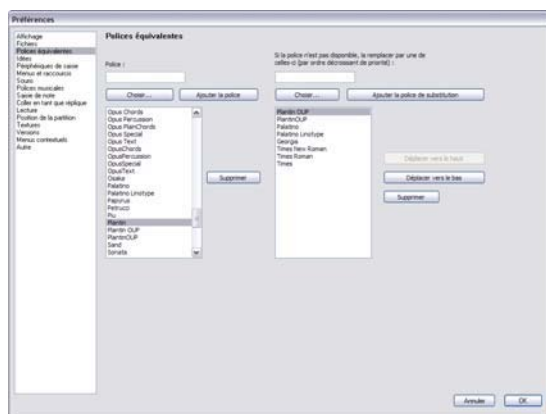 Préférences
Affichage
Fichiers
Polices équivalentes
Idées
Périphériques de saisie
Menus et raccourcis
Souris
Polices musicales
Saisie de note
Coller en tant que réplique
Lecture
Position de la partition
Textures
Versions
Menus contextuels
Autre
Polices équivalentes
Police :
Choisir...
Ajouter la police
Opus Chords
Opus Percussion
Opus PlainChords
Opus Special
Opus Text
OpusChords
OpusPercussion
OpusSpecial
OpusText
Osaka
Palatino
Palatino Linotype
Papyrus
Petrucci
Piu
Plantin
Plantin OUP
PlantinOUP
Sand
Sonata
Supprimer
Si la police n'est pas disponible, la remplacer par une de
celles-ci (par ordre décroissant de priorité) :
Choisir...
Ajouter la police de substitution
Plantin OUP
PlantinOUP
Palatino
Palatino Linotype
Georgia
Times New Roman
Times Roman
Times
Déplacer vers le haut
Déplacer vers le bas
Supprimer
Annuler
OK